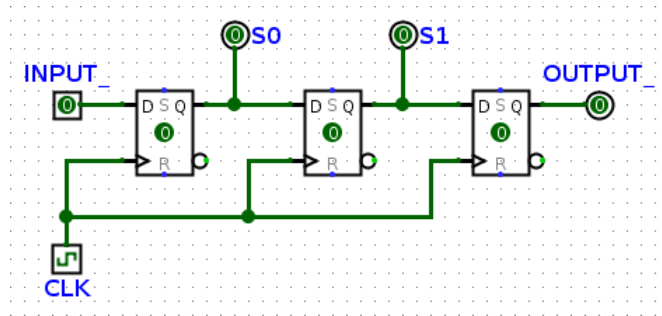 S0 S1
INPUT_ OUTPUT_
0 0
0 D S Q D S Q D S Q 0
0 0 0
R R R
CLK